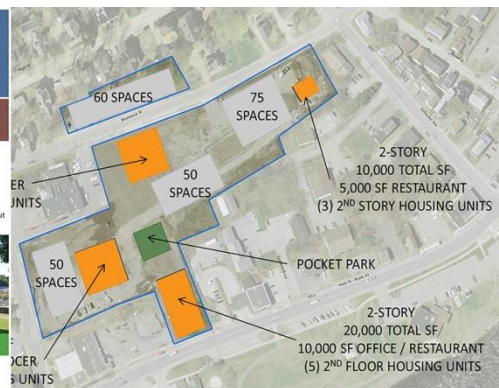 60 SPACES
75
SPACES
50
SPACES
2-STORY
10,000 TOTAL SF
5,000 SF RESTAURANT
(3) 2ND STORY HOUSING UNITS
UNITS
50
SPACES
POCKET PARK
2-STORY
20,000 TOTAL SF
10,000 SF OFFICE / RESTAURANT
(5) 2ND FLOOR HOUSING UNITS
OCER
UNITS